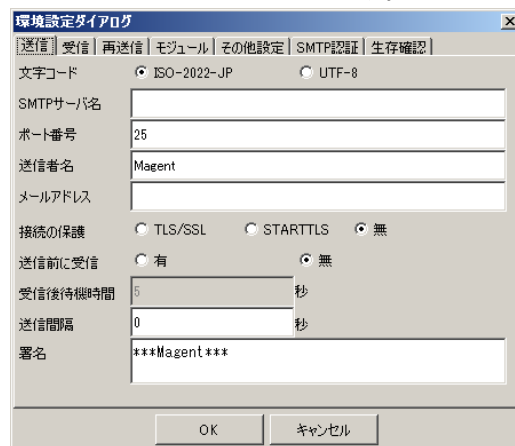 環境設定ダイアログ
送信 受信 再送信 モジュール その他設定 SMTP認証 生存確認
文字コード ISO-2022-JP UTF-8
SMTPサーバ名
ポート番号 25
送信者名 Magent
メールアドレス
接続の保護 TLS/SSL STARTTLS 無
送信前に受信 有 無
受信後待機時間 5 秒
送信間隔 0 秒
署名 ***Magent***
OK キャンセル